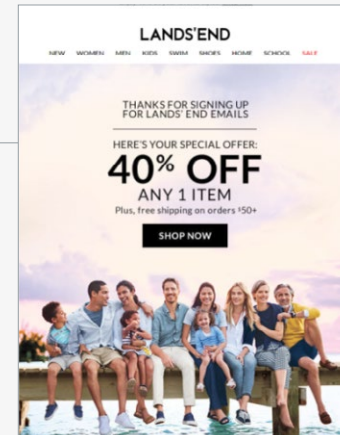 LANDS'END
NEW WOMEN MEN KIDS SWIM SHOES HOME SCHOOL SALE
THANKS FOR SIGNING UP
FOR LANDS' END EMAILS
HERE'S YOUR SPECIAL OFFER:
40% OFF
ANY 1 ITEM
Plus, free shipping on orders $50+
SHOP NOW